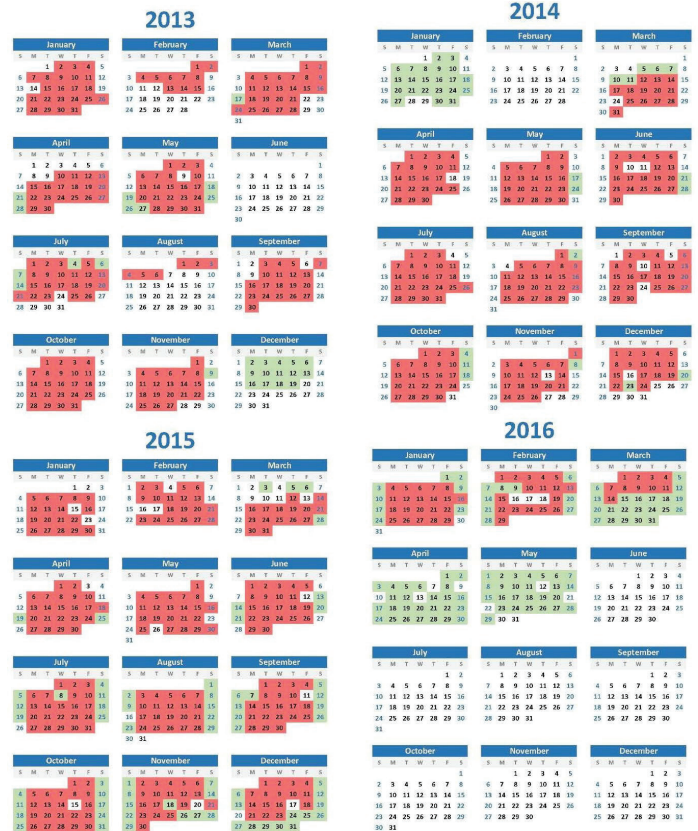 2013
January
S M T W T F S
1 2 3 4 5
6 7 8 9 10 11 12
13 14 15 16 17 18 19
20 21 22 23 24 25 26
27 28 29 30 31
February
S M T W T F S
1 2
3 4 5 6 7 8 9
10 11 12 13 14 15 16
17 18 19 20 21 22 23
24 25 26 27 28
March
S M T W T F S
1 2
3 4 5 6 7 8 9
10 11 12 13 14 15 16
17 18 19 20 21 22 23
24 25 26 27 28 29 30
31
April
S M T W T F S
1 2 3 4 5 6
7 8 9 10 11 12 13
14 15 16 17 18 19 20
21 22 23 24 25 26 27
28 29 30
May
S M T W T F S
1 2 3 4
5 6 7 8 9 10 11
12 13 14 15 16 17 18
19 20 21 22 23 24 25
26 27 28 29 30 31
June
S M T W T F S
1
2 3 4 5 6 7 8
9 10 11 12 13 14 15
16 17 18 19 20 21 22
23 24 25 26 27 28 29
30
July
S M T W T F S
1 2 3 4 5 6
7 8 9 10 11 12 13
14 15 16 17 18 19 20
21 22 23 24 25 26 27
28 29 30 31
August
S M T W T F S
1 2 3
4 5 6 7 8 9 10
11 12 13 14 15 16 17
18 19 20 21 22 23 24
25 26 27 28 29 30 31
September
S M T W T F S
1 2 3 4 5 6 7
8 9 10 11 12 13 14
15 16 17 18 19 20 21
22 23 24 25 26 27 28
29 30
October
S M T W T F S
1 2 3 4 5
6 7 8 9 10 11 12
13 14 15 16 17 18 19
20 21 22 23 24 25 26
27 28 29 30 31
November
S M T W T F S
1 2
3 4 5 6 7 8 9
10 11 12 13 14 15 16
17 18 19 20 21 22 23
24 25 26 27 28 29 30
December
S M T W T F S
1 2 3 4 5 6 7
8 9 10 11 12 13 14
15 16 17 18 19 20 21
22 23 24 25 26 27 28
29 30 31
2014
January
S M T W T F S
1 2 3 4
5 6 7 8 9 10 11
12 13 14 15 16 17 18
19 20 21 22 23 24 25
26 27 28 29 30 31
February
S M T W T F S
1
2 3 4 5 6 7 8
9 10 11 12 13 14 15
16 17 18 19 20 21 22
23 24 25 26 27 28
March
S M T W T F S
1
2 3 4 5 6 7 8
9 10 11 12 13 14 15
16 17 18 19 20 21 22
23 24 25 26 27 28 29
30 31
April
S M T W T F S
1 2 3 4 5
6 7 8 9 10 11 12
13 14 15 16 17 18 19
20 21 22 23 24 25 26
27 28 29 30
May
S M T W T F S
1 2 3
4 5 6 7 8 9 10
11 12 13 14 15 16 17
18 19 20 21 22 23 24
25 26 27 28 29 30 31
June
S M T W T F S
1 2 3 4 5 6 7
8 9 10 11 12 13 14
15 16 17 18 19 20 21
22 23 24 25 26 27 28
29 30
July
S M T W T F S
1 2 3 4 5
6 7 8 9 10 11 12
13 14 15 16 17 18 19
20 21 22 23 24 25 26
27 28 29 30 31
August
S M T W T F S
1 2
3 4 5 6 7 8 9
10 11 12 13 14 15 16
17 18 19 20 21 22 23
24 25 26 27 28 29 30
31
September
S M T W T F S
1 2 3 4 5 6
7 8 9 10 11 12 13
14 15 16 17 18 19 20
21 22 23 24 25 26 27
28 29 30
October
S M T W T F S
1 2 3 4
5 6 7 8 9 10 11
12 13 14 15 16 17 18
19 20 21 22 23 24 25
26 27 28 29 30 31
November
S M T W T F S
1
2 3 4 5 6 7 8
9 10 11 12 13 14 15
16 17 18 19 20 21 22
23 24 25 26 27 28 29
30
December
S M T W T F S
1 2 3 4 5 6
7 8 9 10 11 12 13
14 15 16 17 18 19 20
21 22 23 24 25 26 27
28 29 30 31
2015
January
S M T W T F S
1 2 3
4 5 6 7 8 9 10
11 12 13 14 15 16 17
18 19 20 21 22 23 24
25 26 27 28 29 30 31
February
S M T W T F S
1 2 3 4 5 6 7
8 9 10 11 12 13 14
15 16 17 18 19 20 21
22 23 24 25 26 27 28
March
S M T W T F S
1 2 3 4 5 6 7
8 9 10 11 12 13 14
15 16 17 18 19 20 21
22 23 24 25 26 27 28
29 30 31
April
S M T W T F S
1 2 3 4
5 6 7 8 9 10 11
12 13 14 15 16 17 18
19 20 21 22 23 24 25
26 27 28 29 30
May
S M T W T F S
1 2
3 4 5 6 7 8 9
10 11 12 13 14 15 16
17 18 19 20 21 22 23
24 25 26 27 28 29 30
31
June
S M T W T F S
1 2 3 4 5 6
7 8 9 10 11 12 13
14 15 16 17 18 19 20
21 22 23 24 25 26 27
28 29 30
July
S M T W T F S
1 2 3 4
5 6 7 8 9 10 11
12 13 14 15 16 17 18
19 20 21 22 23 24 25
26 27 28 29 30 31
August
S M T W T F S
1
2 3 4 5 6 7 8
9 10 11 12 13 14 15
16 17 18 19 20 21 22
23 24 25 26 27 28 29
30 31
September
S M T W T F S
1 2 3 4 5
6 7 8 9 10 11 12
13 14 15 16 17 18 19
20 21 22 23 24 25 26
27 28 29 30
October
S M T W T F S
1 2 3
4 5 6 7 8 9 10
11 12 13 14 15 16 17
18 19 20 21 22 23 24
25 26 27 28 29 30 31
November
S M T W T F S
1 2 3 4 5 6 7
8 9 10 11 12 13 14
15 16 17 18 19 20 21
22 23 24 25 26 27 28
29 30
December
S M T W T F S
1 2 3 4 5
6 7 8 9 10 11 12
13 14 15 16 17 18 19
20 21 22 23 24 25 26
27 28 29 30 31
2016
January
S M T W T F S
1 2
3 4 5 6 7 8 9
10 11 12 13 14 15 16
17 18 19 20 21 22 23
24 25 26 27 28 29 30
31
February
S M T W T F S
1 2 3 4 5 6
7 8 9 10 11 12 13
14 15 16 17 18 19 20
21 22 23 24 25 26 27
28 29
March
S M T W T F S
1 2 3 4 5
6 7 8 9 10 11 12
13 14 15 16 17 18 19
20 21 22 23 24 25 26
27 28 29 30 31
April
S M T W T F S
1 2
3 4 5 6 7 8 9
10 11 12 13 14 15 16
17 18 19 20 21 22 23
24 25 26 27 28 29 30
May
S M T W T F S
1 2 3 4 5 6 7
8 9 10 11 12 13 14
15 16 17 18 19 20 21
22 23 24 25 26 27 28
29 30 31
June
S M T W T F S
1 2 3 4
5 6 7 8 9 10 11
12 13 14 15 16 17 18
19 20 21 22 23 24 25
26 27 28 29 30
July
S M T W T F S
1 2
3 4 5 6 7 8 9
10 11 12 13 14 15 16
17 18 19 20 21 22 23
24 25 26 27 28 29 30
31
August
S M T W T F S
1 2 3 4 5 6
7 8 9 10 11 12 13
14 15 16 17 18 19 20
21 22 23 24 25 26 27
28 29 30 31
September
S M T W T F S
1 2 3
4 5 6 7 8 9 10
11 12 13 14 15 16 17
18 19 20 21 22 23 24
25 26 27 28 29 30
October
S M T W T F S
1
2 3 4 5 6 7 8
9 10 11 12 13 14 15
16 17 18 19 20 21 22
23 24 25 26 27 28 29
30 31
November
S M T W T F S
1 2 3 4 5
6 7 8 9 10 11 12
13 14 15 16 17 18 19
20 21 22 23 24 25 26
27 28 29 30
December
S M T W T F S
1 2 3
4 5 6 7 8 9 10
11 12 13 14 15 16 17
18 19 20 21 22 23 24
25 26 27 28 29 30 31